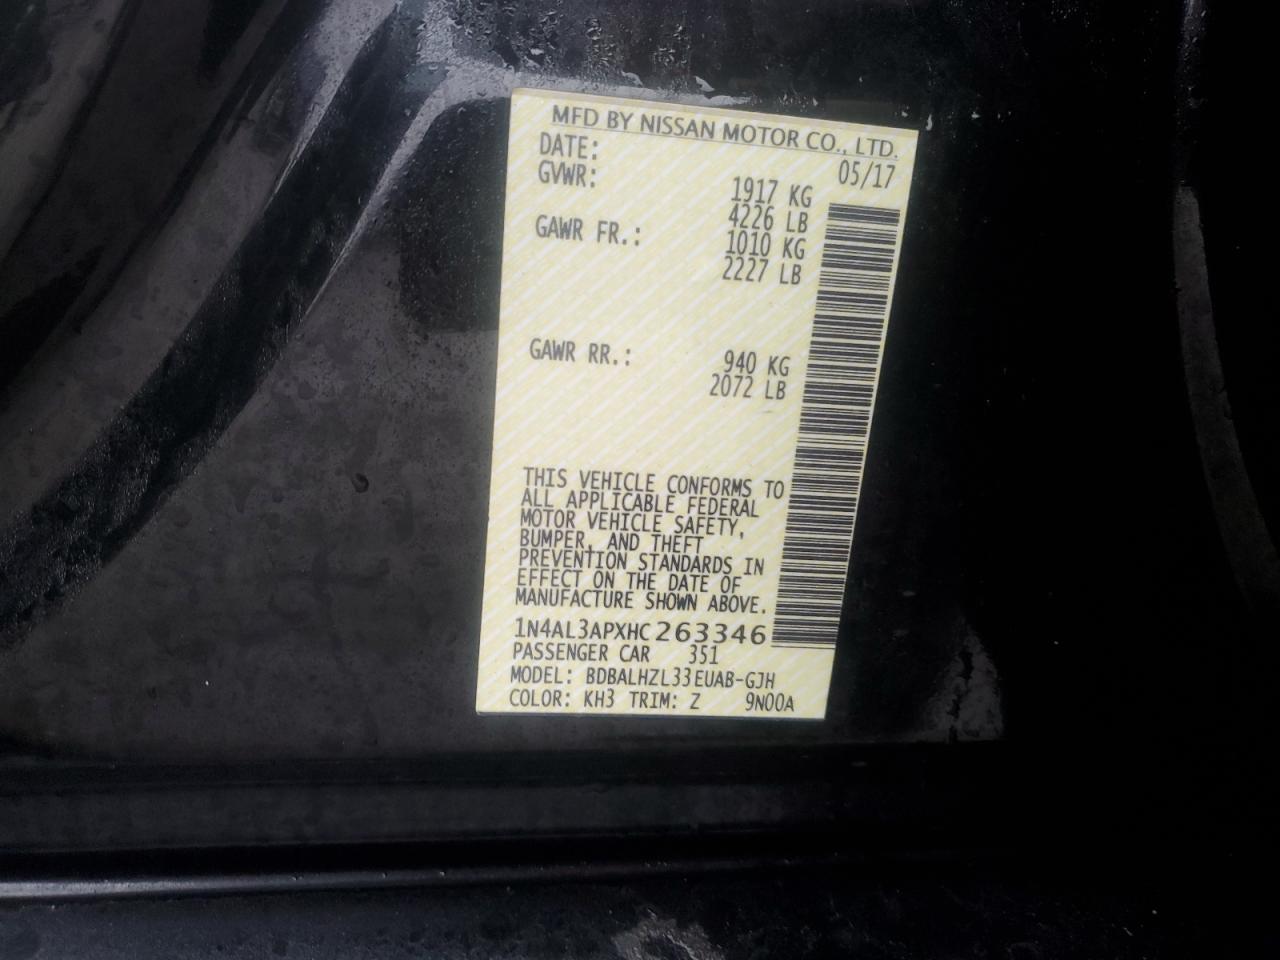 MFD BY NISSAN MOTOR CO., LTD.
DATE: 05/17
GVWR: 1917 KG
4226 LB
GAWR FR.: 1010 KG
2227 LB
GAWR RR.: 940 KG
2072 LB
THIS VEHICLE CONFORMS TO
ALL APPLICABLE FEDERAL
MOTOR VEHICLE SAFETY,
BUMPER, AND THEFT
PREVENTION STANDARDS IN
EFFECT ON THE DATE OF
MANUFACTURE SHOWN ABOVE.
1N4AL3APXHC263346
PASSENGER CAR 351
MODEL: BDBALHZL33EUAB-GJH
COLOR: KH3 TRIM: Z 9N00A